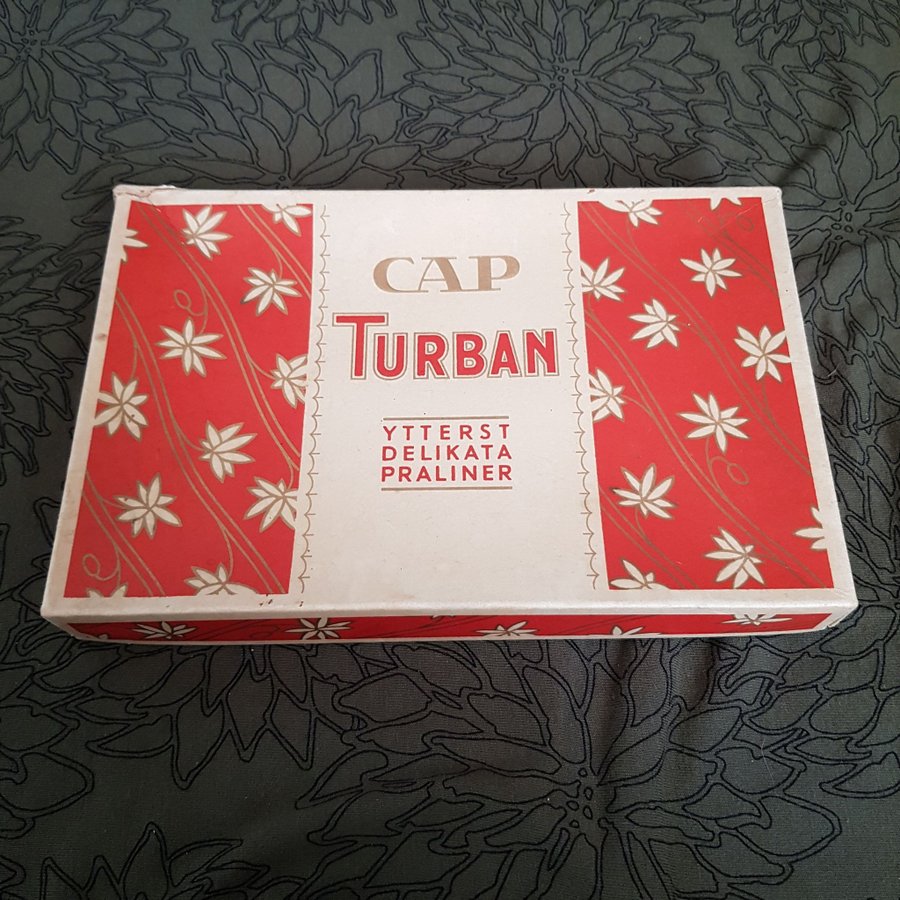 CAP
TURBAN
YTTERST
DELIKATA
PRALINER